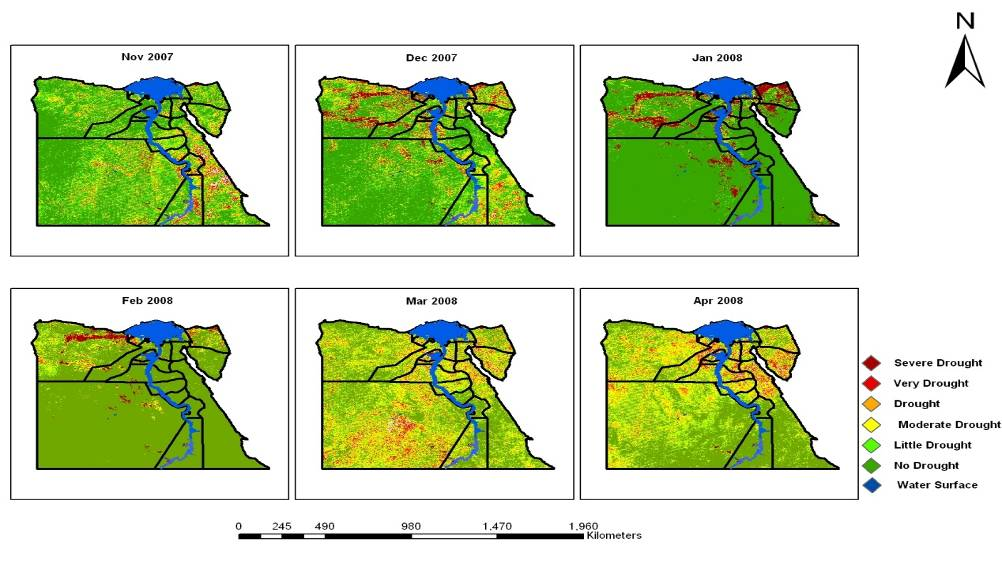 N
Nov 2007
Dec 2007
Jan 2008
Feb 2008
Mar 2008
Apr 2008
Severe Drought
Very Drought
Drought
Moderate Drought
Little Drought
No Drought
Water Surface
0 245 490 980 1,470 1,960
Kilometers